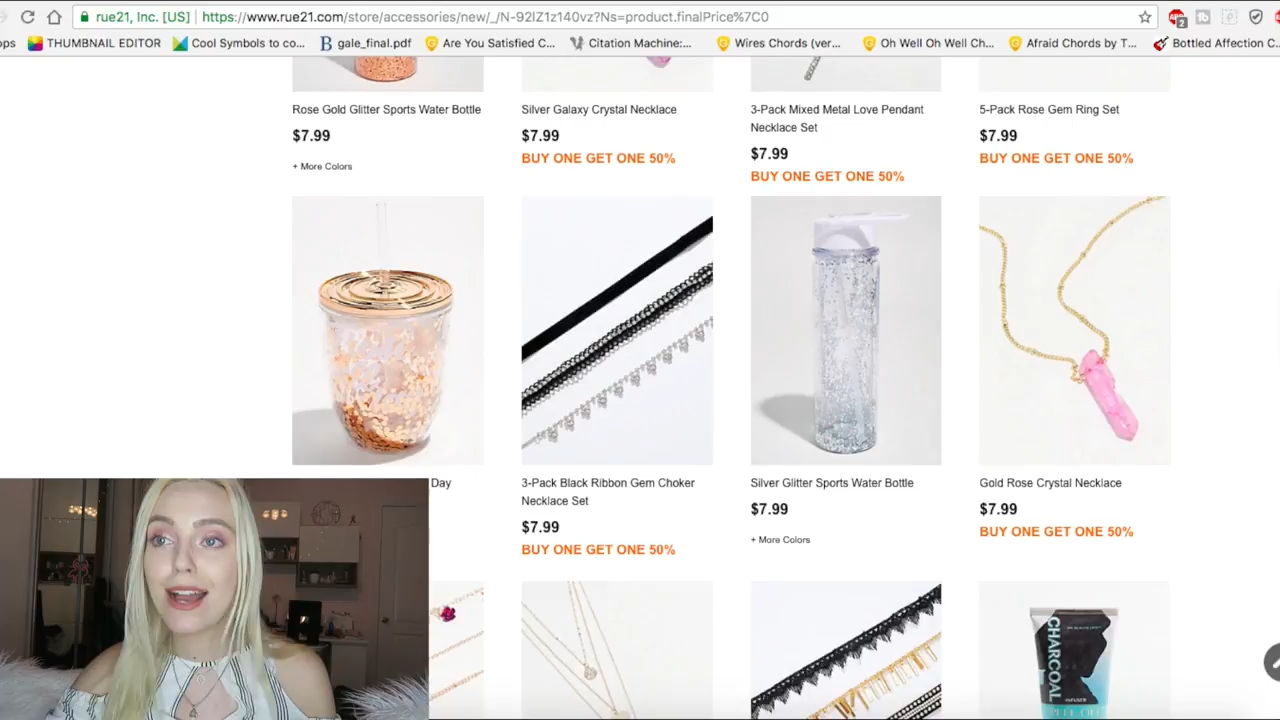 rue21, Inc. [US] https://www.rue21.com/store/accessories/new/_/N-92lZ1z140vz?Ns=product.finalPrice%7C0
2
ops THUMBNAIL EDITOR Cool Symbols to co... gale_final.pdf Are You Satisfied C... Citation Machine:... Wires Chords (ver... Oh Well Oh Well Ch... Afraid Chords by T... Bottled Affection C...
Rose Gold Glitter Sports Water Bottle
$7.99
+ More Colors
Silver Galaxy Crystal Necklace
$7.99
BUY ONE GET ONE 50%
3-Pack Mixed Metal Love Pendant
Necklace Set
$7.99
BUY ONE GET ONE 50%
5-Pack Rose Gem Ring Set
$7.99
BUY ONE GET ONE 50%
Day
3-Pack Black Ribbon Gem Choker
Necklace Set
$7.99
BUY ONE GET ONE 50%
Silver Glitter Sports Water Bottle
$7.99
+ More Colors
Gold Rose Crystal Necklace
$7.99
BUY ONE GET ONE 50%
CHARCOAL
INFUSED